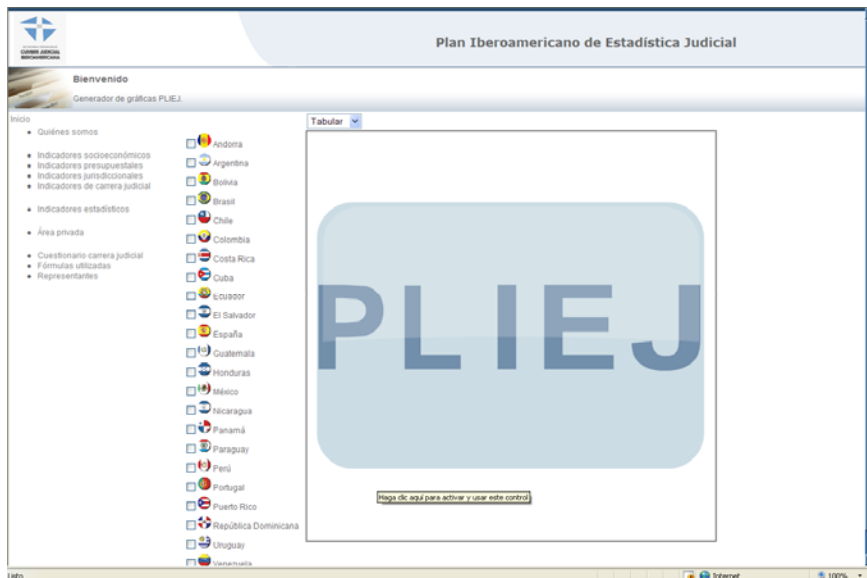 CUMBRE JUDICIAL
IBEROAMERICANA
Plan Iberoamericano de Estadística Judicial
Bienvenido
Generador de gráficas PLIEJ.
Inicio
Quiénes somos
Indicadores socioeconómicos
Indicadores presupuestales
Indicadores jurisdiccionales
Indicadores de carrera judicial
Indicadores estadísticos
Área privada
Cuestionario carrera judicial
Fórmulas utilizadas
Representantes
Andorra
Argentina
Bolivia
Brasil
Chile
Colombia
Costa Rica
Cuba
Ecuador
El Salvador
España
Guatemala
Honduras
México
Nicaragua
Panamá
Paraguay
Perú
Portugal
Puerto Rico
República Dominicana
Uruguay
Venezuela
Tabular
PLIEJ
Haga clic aquí para activar y usar este control
Listo
Internet
100%